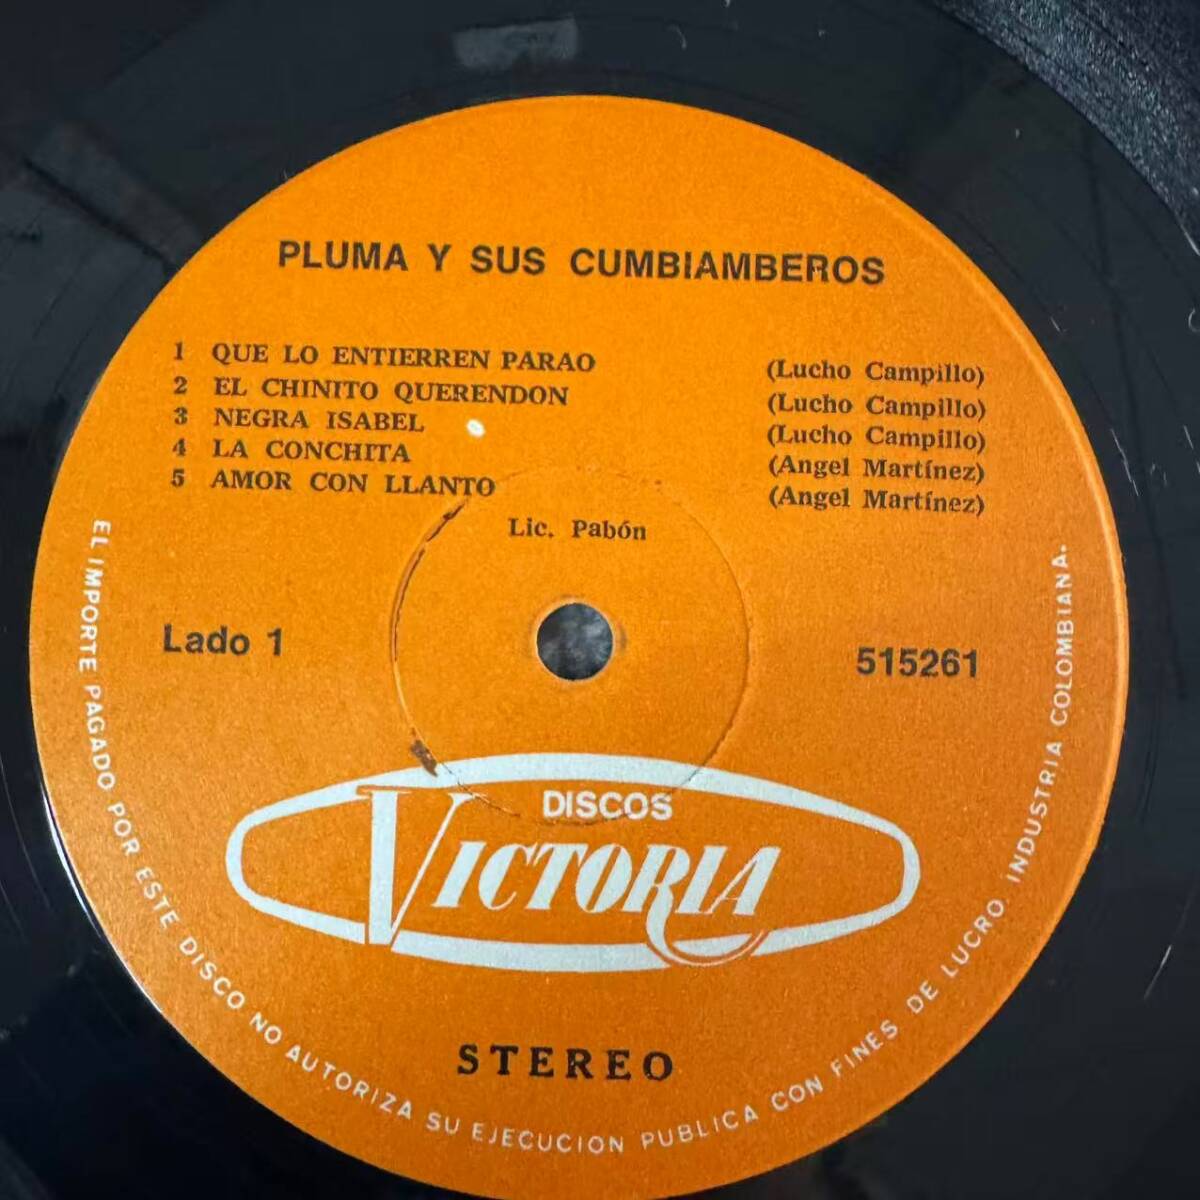 PLUMA Y SUS CUMBIAMBEROS
1 QUE LO ENTIERREN PARAO (Lucho Campillo)
2 EL CHINITO QUERENDON (Lucho Campillo)
3 NEGRA ISABEL (Lucho Campillo)
4 LA CONCHITA (Angel Martínez)
5 AMOR CON LLANTO (Angel Martínez)
Lic. Pabón
Lado 1
515261
DISCOS
VICTORIA
STEREO
EL IMPORTE PAGADO POR ESTE DISCO NO AUTORIZA SU EJECUCION PUBLICA CON FINES DE LUCRO. INDUSTRIA COLOMBIANA.